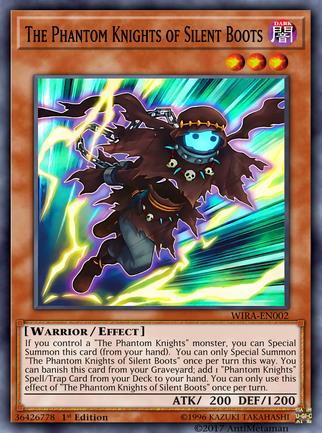 The Phantom Knights of Silent Boots
DARK
闇
WIRA-EN002
[Warrior / Effect]
If you control a "The Phantom Knights" monster, you can Special
Summon this card (from your hand). You can only Special Summon
"The Phantom Knights of Silent Boots" once per turn this way. You
can banish this card from your Graveyard; add 1 "Phantom Knights"
Spell/Trap Card from your Deck to your hand. You can only use this
effect of "The Phantom Knights of Silent Boots" once per turn.
ATK/ 200 DEF/1200
36426778 1st Edition ©1996 KAZUKI TAKAHASHI
©2017 AntiMetaman